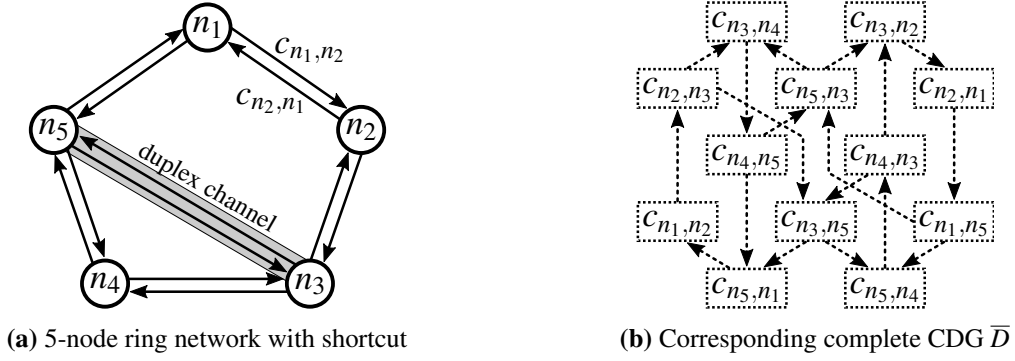 n1
c_{n1,n2}
c_{n2,n1}
n5
n2
duplex channel
n4
n3
(a) 5-node ring network with shortcut
c_{n3,n4} c_{n3,n2}
c_{n2,n3} c_{n5,n3} c_{n2,n1}
c_{n4,n5} c_{n4,n3}
c_{n1,n2} c_{n3,n5} c_{n1,n5}
c_{n5,n1} c_{n5,n4}
(b) Corresponding complete CDG D̅